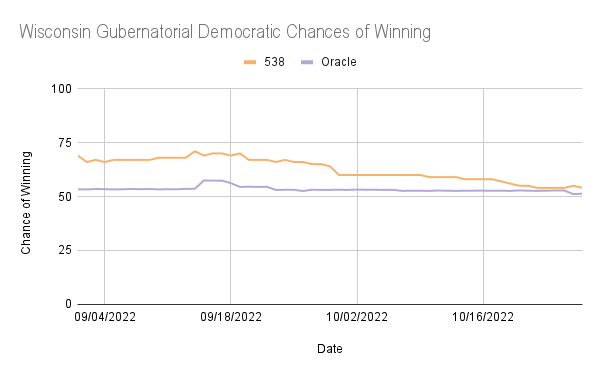 Wisconsin Gubernatorial Democratic Chances of Winning
538 Oracle
100
75
50
25
0
Chance of Winning
09/04/2022 09/18/2022 10/02/2022 10/16/2022
Date